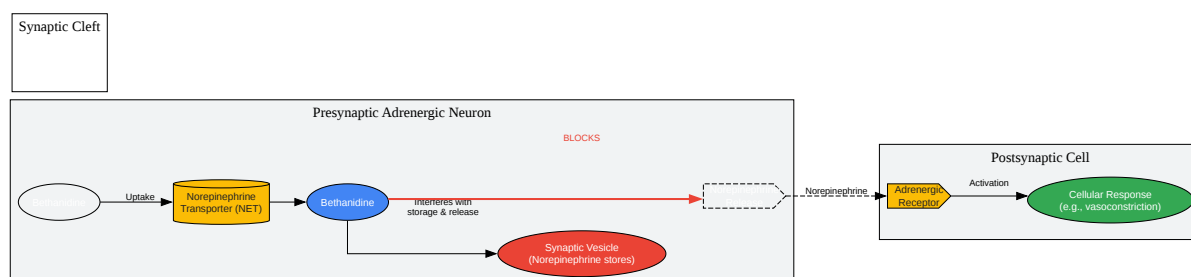 Synaptic Cleft
Presynaptic Adrenergic Neuron
BLOCKS
Postsynaptic Cell
Bethanidine
Uptake
Norepinephrine
Transporter (NET)
Bethanidine
Interferes with
storage & release
Norepinephrine
Adrenergic
Receptor
Activation
Cellular Response
(e.g., vasoconstriction)
Synaptic Vesicle
(Norepinephrine stores)